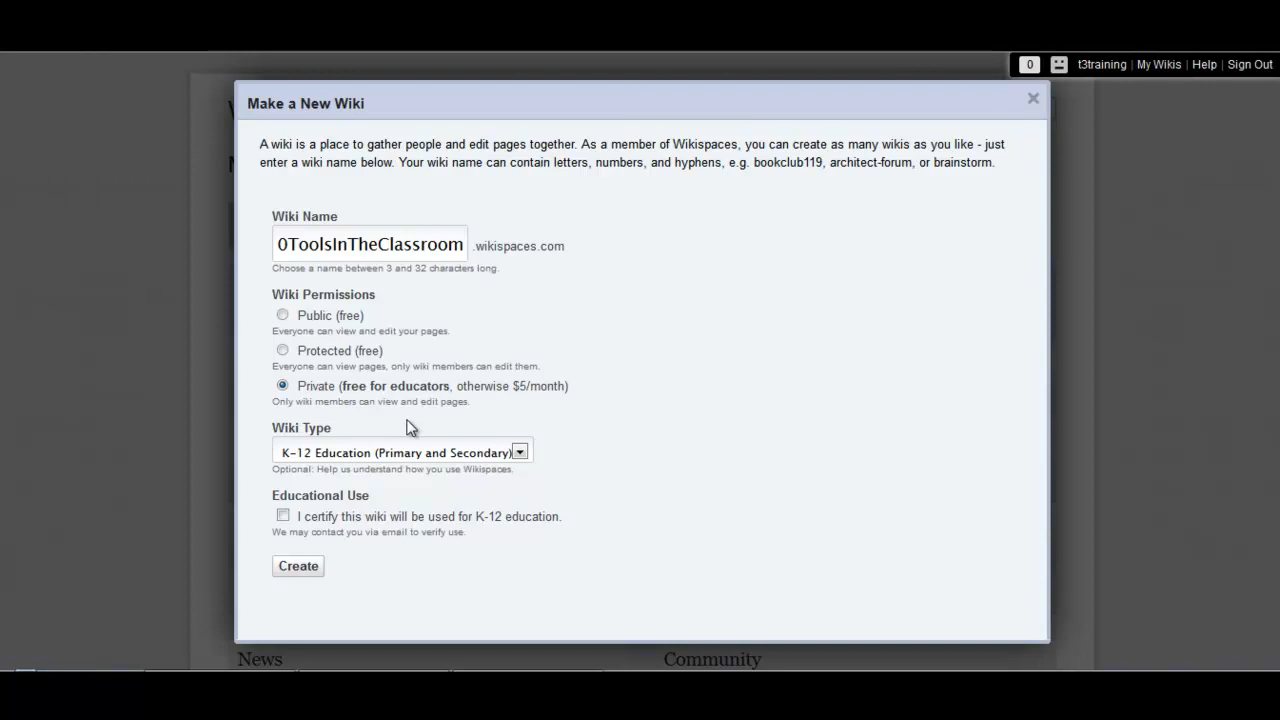 0 t3training | My Wikis | Help | Sign Out
Make a New Wiki
A wiki is a place to gather people and edit pages together. As a member of Wikispaces, you can create as many wikis as you like - just
enter a wiki name below. Your wiki name can contain letters, numbers, and hyphens, e.g. bookclub119, architect-forum, or brainstorm.
Wiki Name
0ToolsInTheClassroom .wikispaces.com
Choose a name between 3 and 32 characters long.
Wiki Permissions
Public (free)
Everyone can view and edit your pages.
Protected (free)
Everyone can view pages, only wiki members can edit them.
Private (free for educators, otherwise $5/month)
Only wiki members can view and edit pages.
Wiki Type
K-12 Education (Primary and Secondary)
Optional: Help us understand how you use Wikispaces.
Educational Use
I certify this wiki will be used for K-12 education.
We may contact you via email to verify use.
Create
News Community